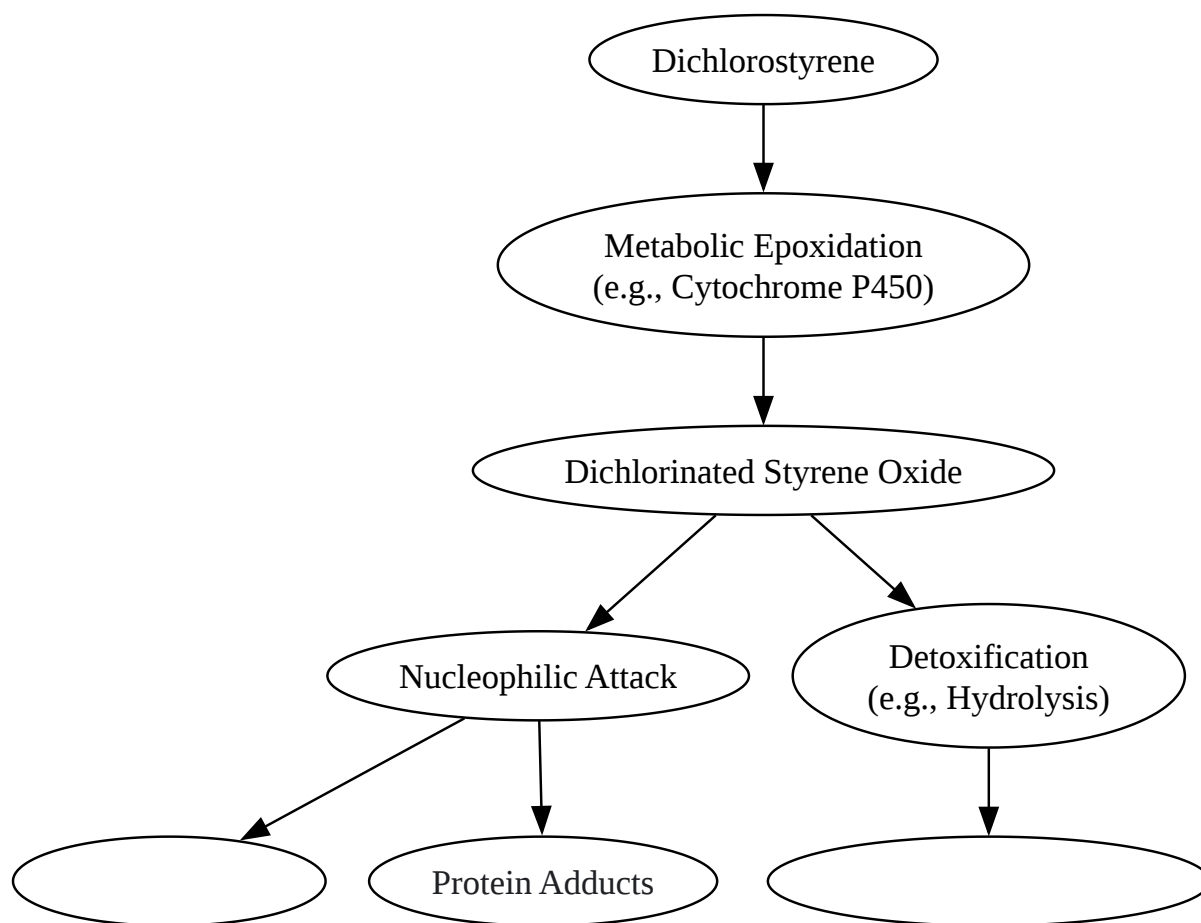 Dichlorostyrene
Metabolic Epoxidation
(e.g., Cytochrome P450)
Dichlorinated Styrene Oxide
Nucleophilic Attack
Detoxification
(e.g., Hydrolysis)
Protein Adducts